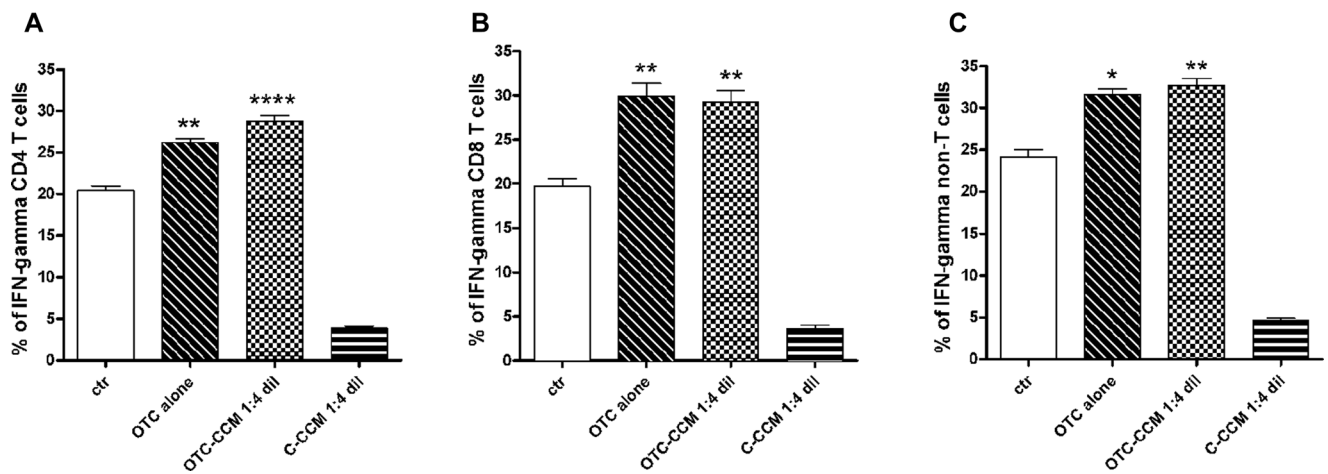 A
% of IFN-gamma CD4 T cells
35
30
25
20
15
10
5
0
**
****
ctr
OTC alone
OTC-CCM 1:4 dil
C-CCM 1:4 dil
B
% of IFN-gamma CD8 T cells
35
30
25
20
15
10
5
0
**
**
ctr
OTC alone
OTC-CCM 1:4 dil
C-CCM 1:4 dil
C
% of IFN-gamma non-T cells
35
30
25
20
15
10
5
0
*
**
ctr
OTC alone
OTC-CCM 1:4 dil
C-CCM 1:4 dil